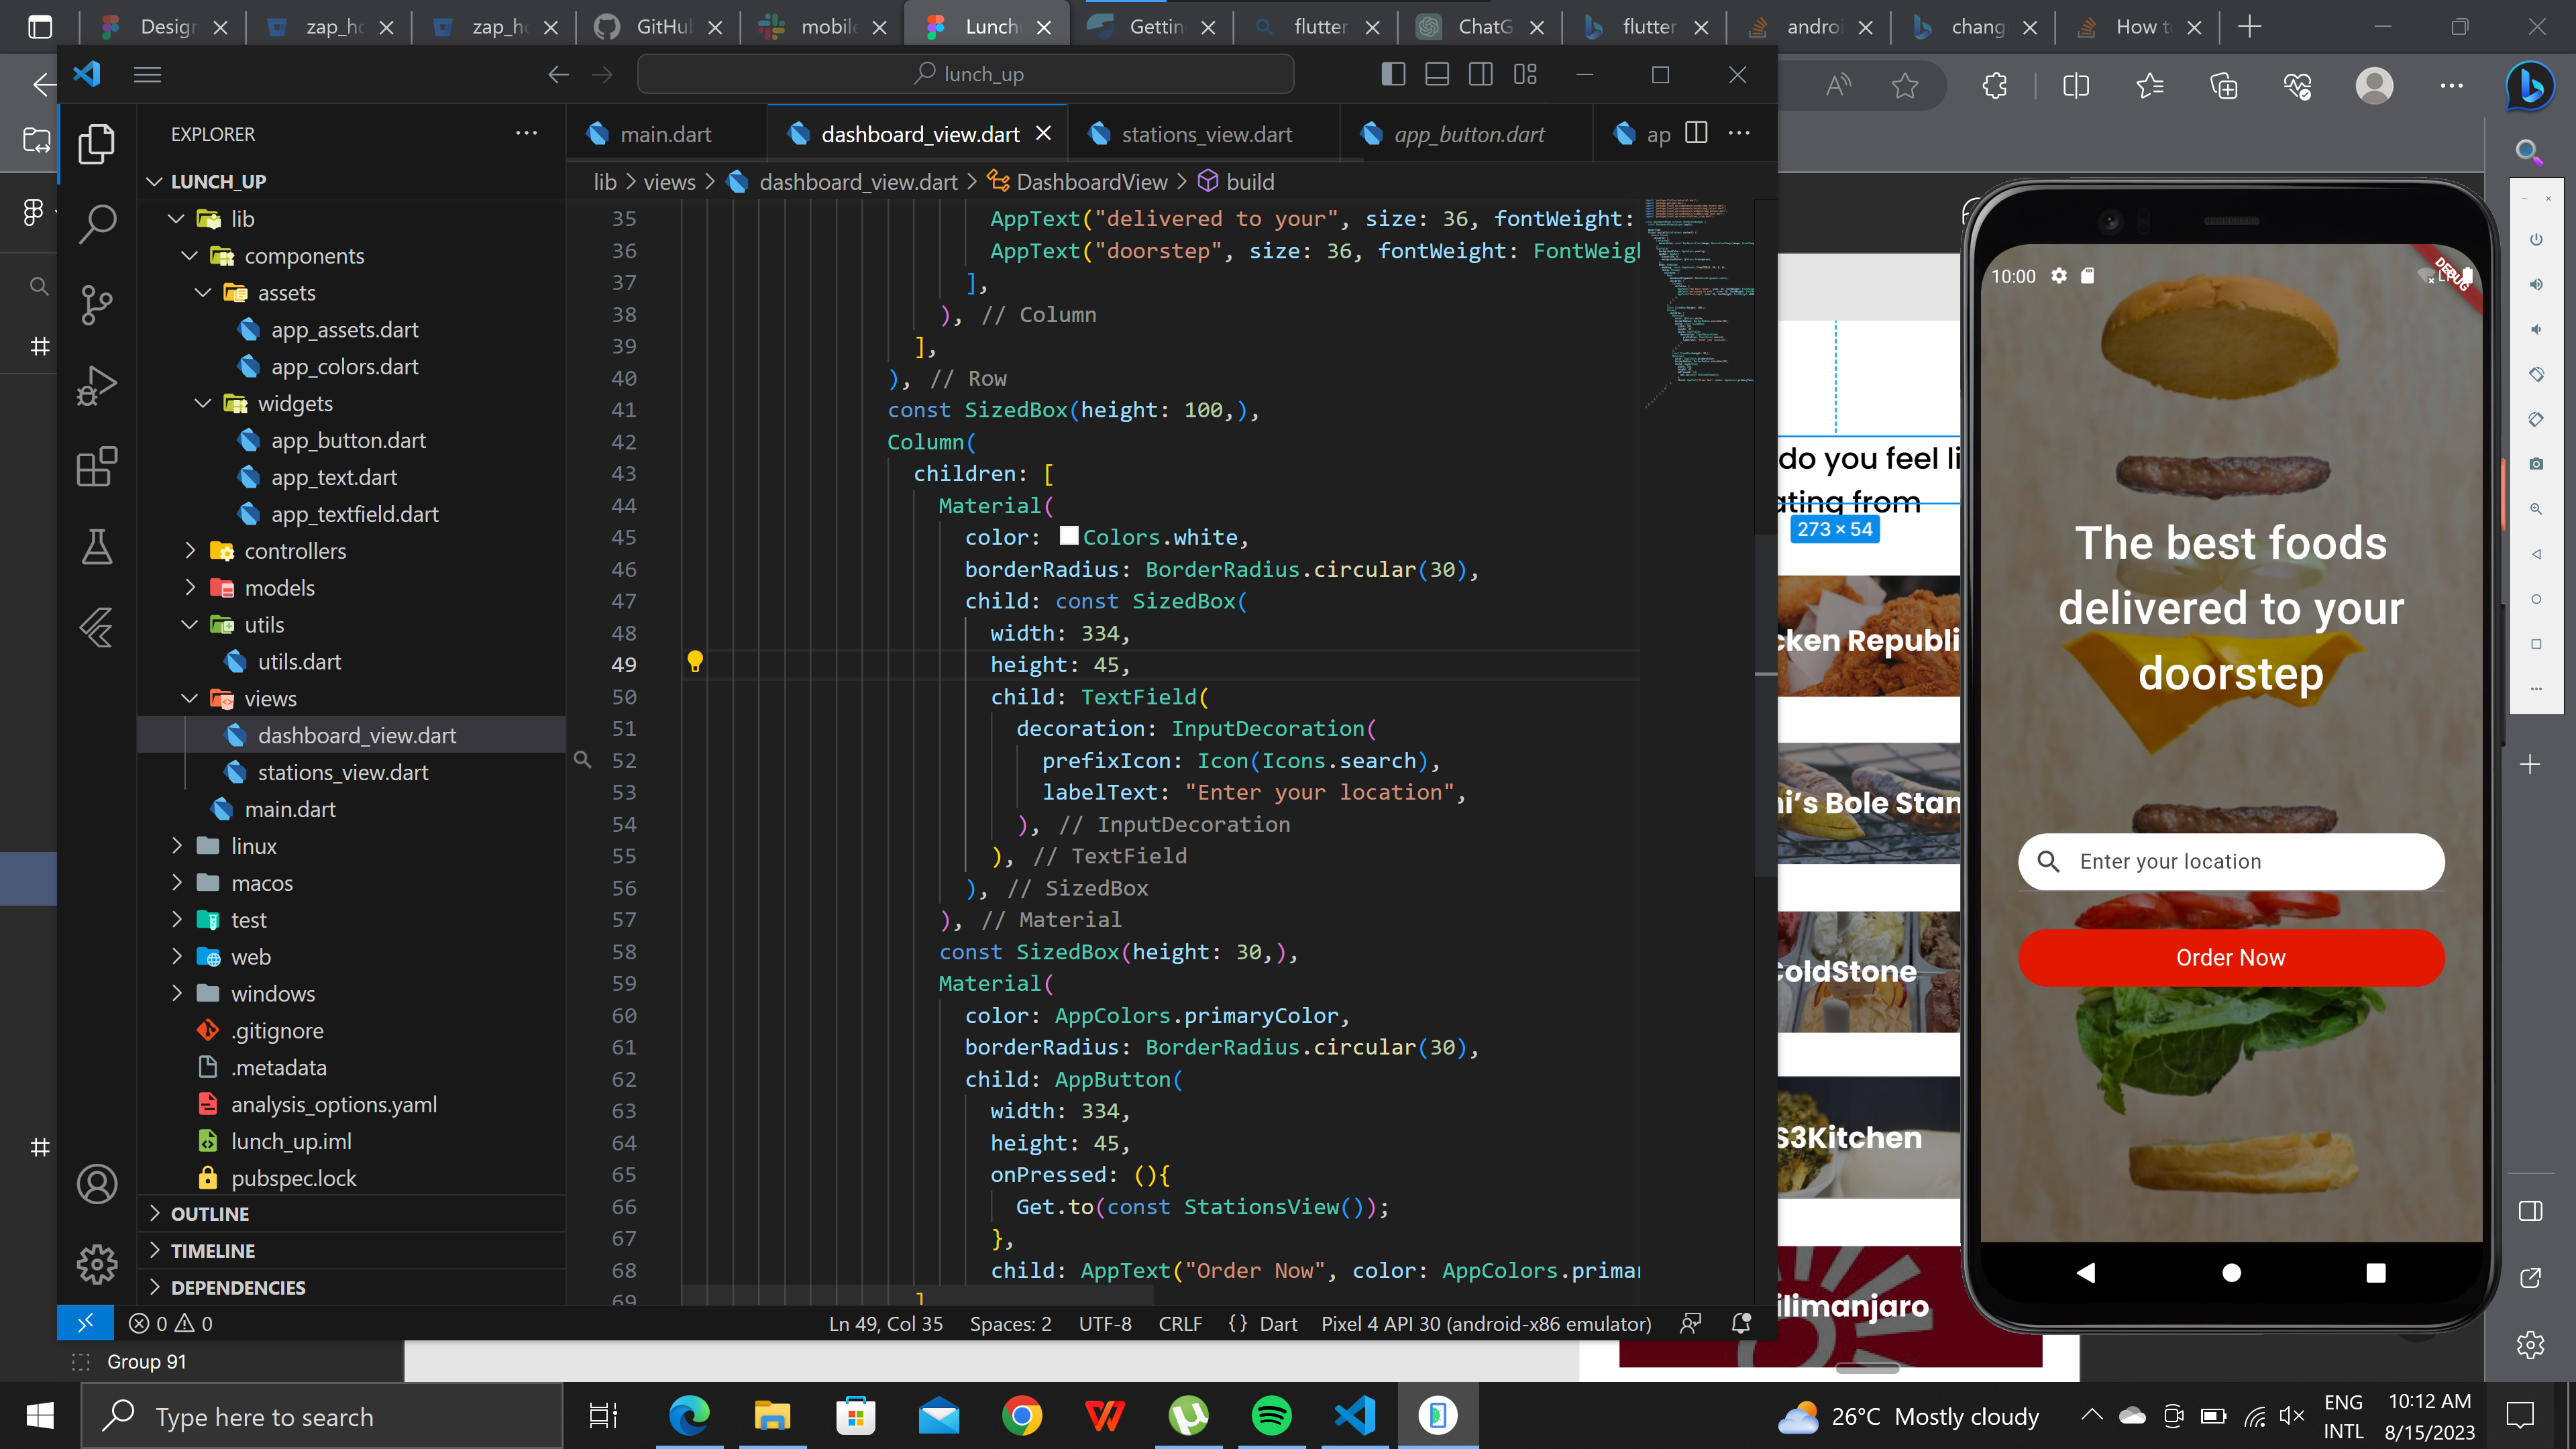 Design
zap_hc
zap_hc
GitHub
mobile
Lunch
Gettin
flutter
ChatG
flutter
androi
chang
How to
lunch_up
EXPLORER
LUNCH_UP
lib
components
assets
app_assets.dart
app_colors.dart
widgets
app_button.dart
app_text.dart
app_textfield.dart
controllers
models
utils
utils.dart
views
dashboard_view.dart
stations_view.dart
main.dart
linux
macos
test
web
windows
.gitignore
.metadata
analysis_options.yaml
lunch_up.iml
pubspec.lock
OUTLINE
TIMELINE
DEPENDENCIES
main.dart
dashboard_view.dart
stations_view.dart
app_button.dart
ap
lib > views > dashboard_view.dart > DashboardView > build
35 AppText("delivered to your", size: 36, fontWeight:
36 AppText("doorstep", size: 36, fontWeight: FontWeigh
37 ],
38 ), // Column
39 ],
40 ), // Row
41 const SizedBox(height: 100,),
42 Column(
43 children: [
44 Material(
45 color: Colors.white,
46 borderRadius: BorderRadius.circular(30),
47 child: const SizedBox(
48 width: 334,
49 height: 45,
50 child: TextField(
51 decoration: InputDecoration(
52 prefixIcon: Icon(Icons.search),
53 labelText: "Enter your location",
54 ), // InputDecoration
55 ), // TextField
56 ), // SizedBox
57 ), // Material
58 const SizedBox(height: 30,),
59 Material(
60 color: AppColors.primaryColor,
61 borderRadius: BorderRadius.circular(30),
62 child: AppButton(
63 width: 334,
64 height: 45,
65 onPressed: (){
66 Get.to(const StationsView());
67 },
68 child: AppText("Order Now", color: AppColors.primar
69 ]
0 0
Ln 49, Col 35
Spaces: 2
UTF-8
CRLF
{ } Dart
Pixel 4 API 30 (android-x86 emulator)
Group 91
do you feel li
ating from
273 × 54
cken Republi
ni’s Bole Stan
ColdStone
S3Kitchen
ilimanjaro
10:00
DEBUG
The best foods
delivered to your
doorstep
Enter your location
Order Now
Type here to search
26°C Mostly cloudy
ENG
INTL
10:12 AM
8/15/2023